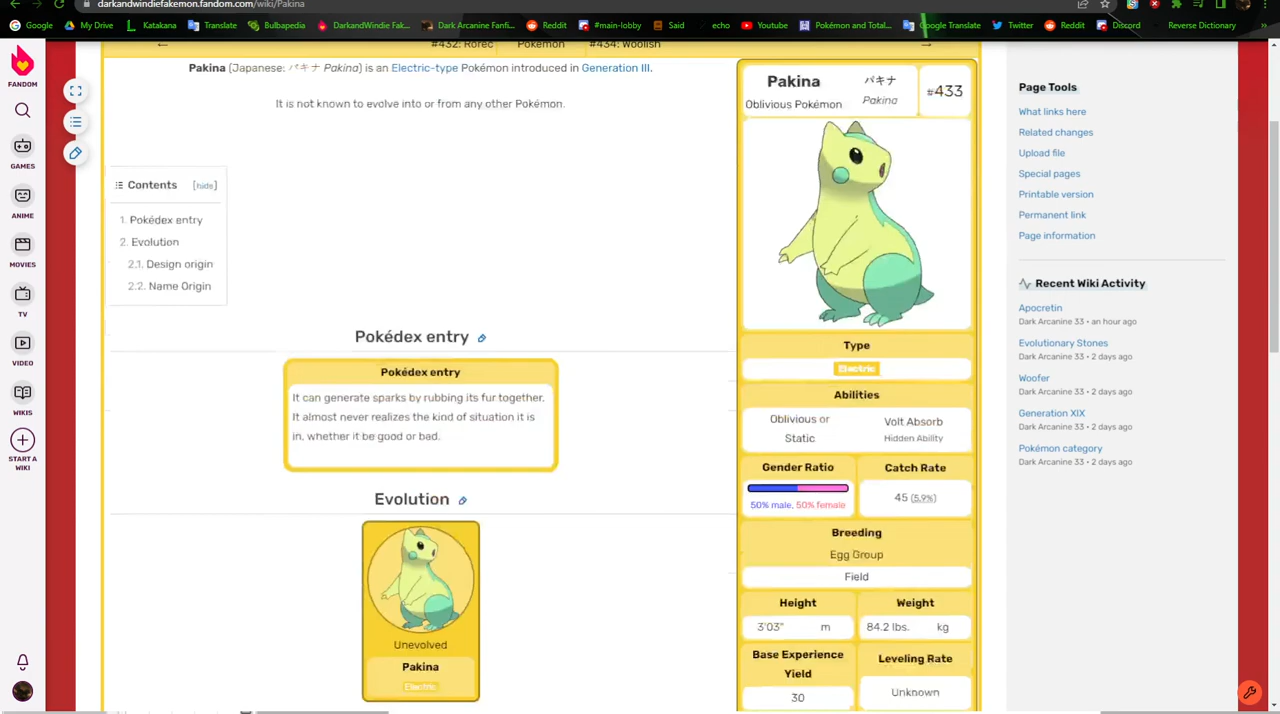 darkandwindiefakemon.fandom.com/wiki/Pakina
Google
My Drive
Katakana
Translate
Bulbapedia
DarkandWindie Fak...
Dark Arcanine Fanfi...
Reddit
#main-lobby
Said
echo
YouTube
Pokémon and Total...
Google Translate
Twitter
Reddit
Discord
Reverse Dictionary
FANDOM
GAMES
ANIME
MOVIES
TV
VIDEO
WIKIS
START A
WIKI
← #432: Rorec Pokémon #434: Woolish →
Pakina (Japanese: パキナ Pakina) is an Electric-type Pokémon introduced in Generation III.
It is not known to evolve into or from any other Pokémon.
Contents [hide]
1. Pokédex entry
2. Evolution
2.1. Design origin
2.2. Name Origin
Pokédex entry
Pokédex entry
It can generate sparks by rubbing its fur together.
It almost never realizes the kind of situation it is
in, whether it be good or bad.
Evolution
Unevolved
Pakina
Electric
Pakina
Oblivious Pokémon
パキナ
Pakina
#433
Type
Electric
Abilities
Oblivious or
Static
Volt Absorb
Hidden Ability
Gender Ratio
50% male, 50% female
Catch Rate
45 (5.9%)
Breeding
Egg Group
Field
Height
3'03" m
Weight
84.2 lbs. kg
Base Experience
Yield
30
Leveling Rate
Unknown
Page Tools
What links here
Related changes
Upload file
Special pages
Printable version
Permanent link
Page information
Recent Wiki Activity
Apocretin
Dark Arcanine 33 • an hour ago
Evolutionary Stones
Dark Arcanine 33 • 2 days ago
Woofer
Dark Arcanine 33 • 2 days ago
Generation XIX
Dark Arcanine 33 • 2 days ago
Pokémon category
Dark Arcanine 33 • 2 days ago